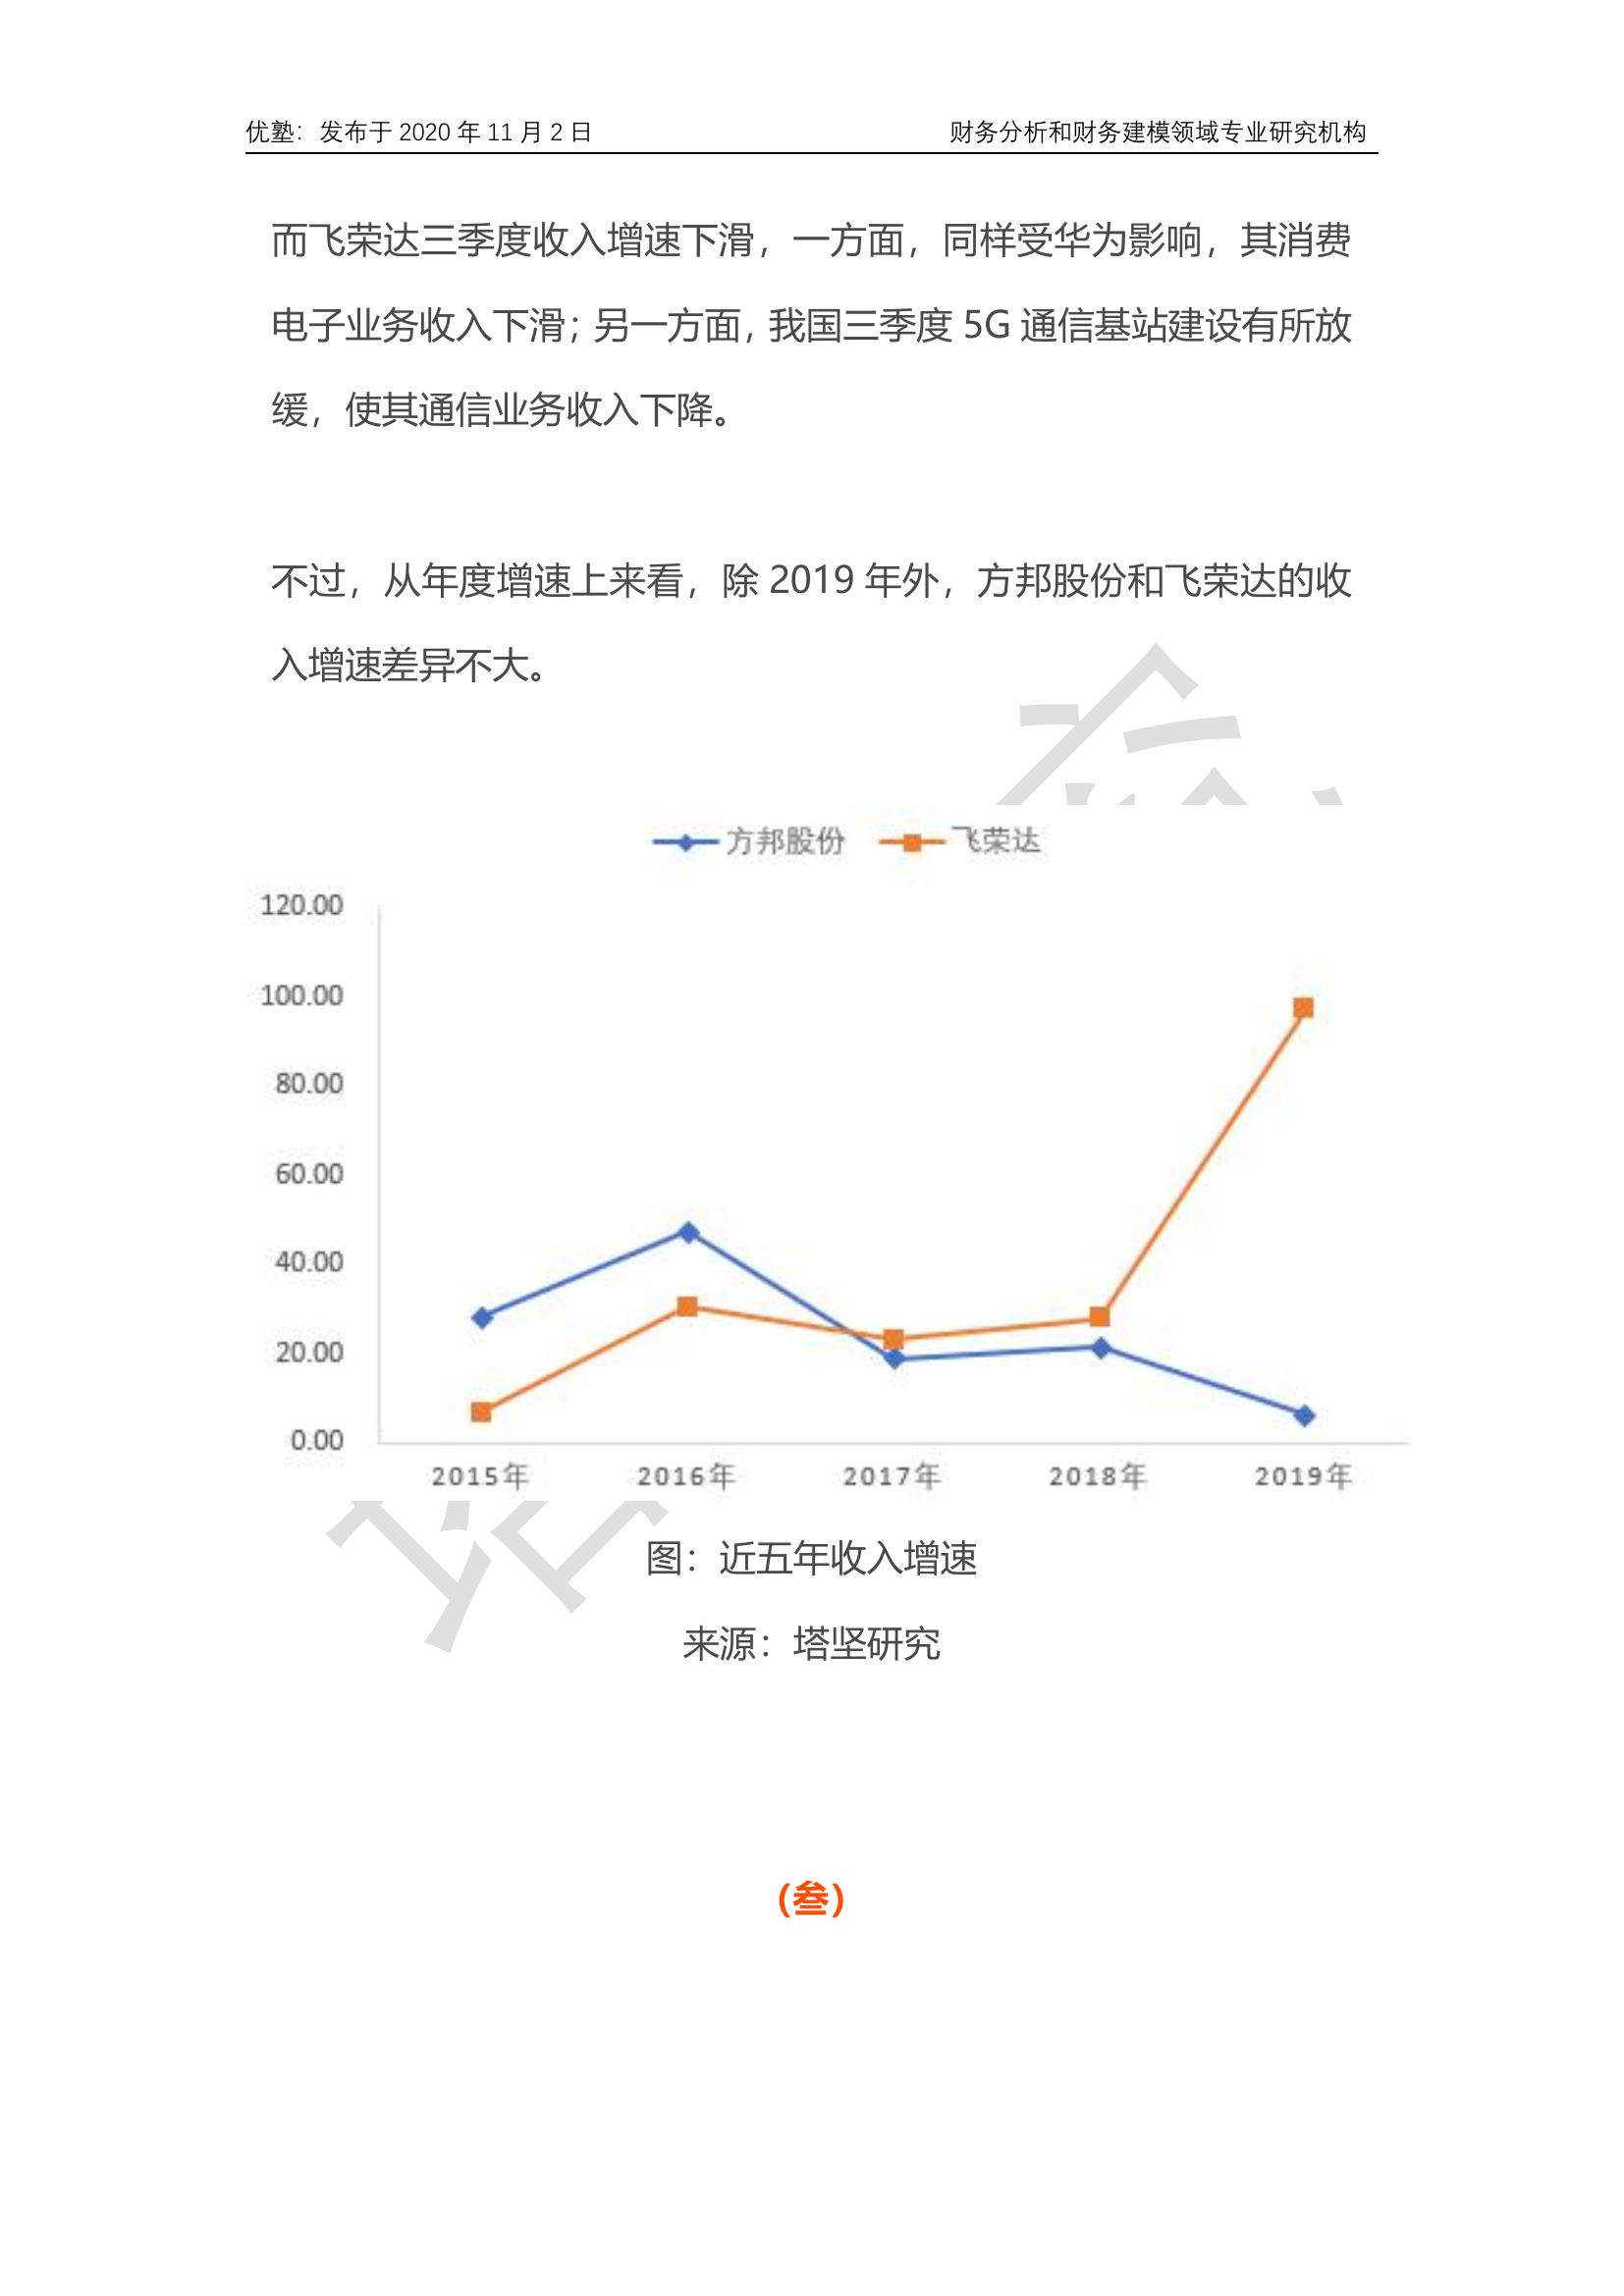 优塾：发布于 2020 年 11 月 2 日 财务分析和财务建模领域专业研究机构
而飞荣达三季度收入增速下滑，一方面，同样受华为影响，其消费
电子业务收入下滑；另一方面，我国三季度 5G 通信基站建设有所放
缓，使其通信业务收入下降。
不过，从年度增速上来看，除 2019 年外，方邦股份和飞荣达的收
入增速差异不大。
方邦股份 飞荣达
120.00
100.00
80.00
60.00
40.00
20.00
0.00
2015年 2016年 2017年 2018年 2019年
图：近五年收入增速
来源：塔坚研究
(叁)